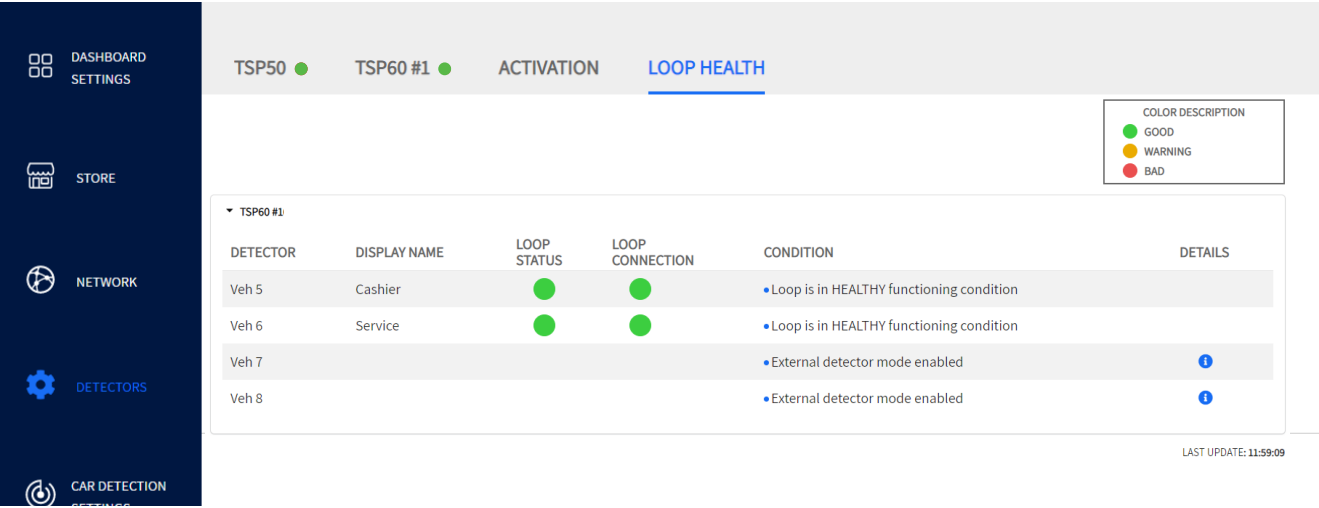 DASHBOARD
SETTINGS
STORE
NETWORK
DETECTORS
CAR DETECTION
SETTINGS
TSP50 TSP60 #1 ACTIVATION LOOP HEALTH
COLOR DESCRIPTION
GOOD
WARNING
BAD
TSP60 #1
DETECTOR DISPLAY NAME LOOP STATUS LOOP CONNECTION CONDITION DETAILS
Veh 5 Cashier Loop is in HEALTHY functioning condition
Veh 6 Service Loop is in HEALTHY functioning condition
Veh 7 External detector mode enabled
Veh 8 External detector mode enabled
LAST UPDATE: 11:59:09